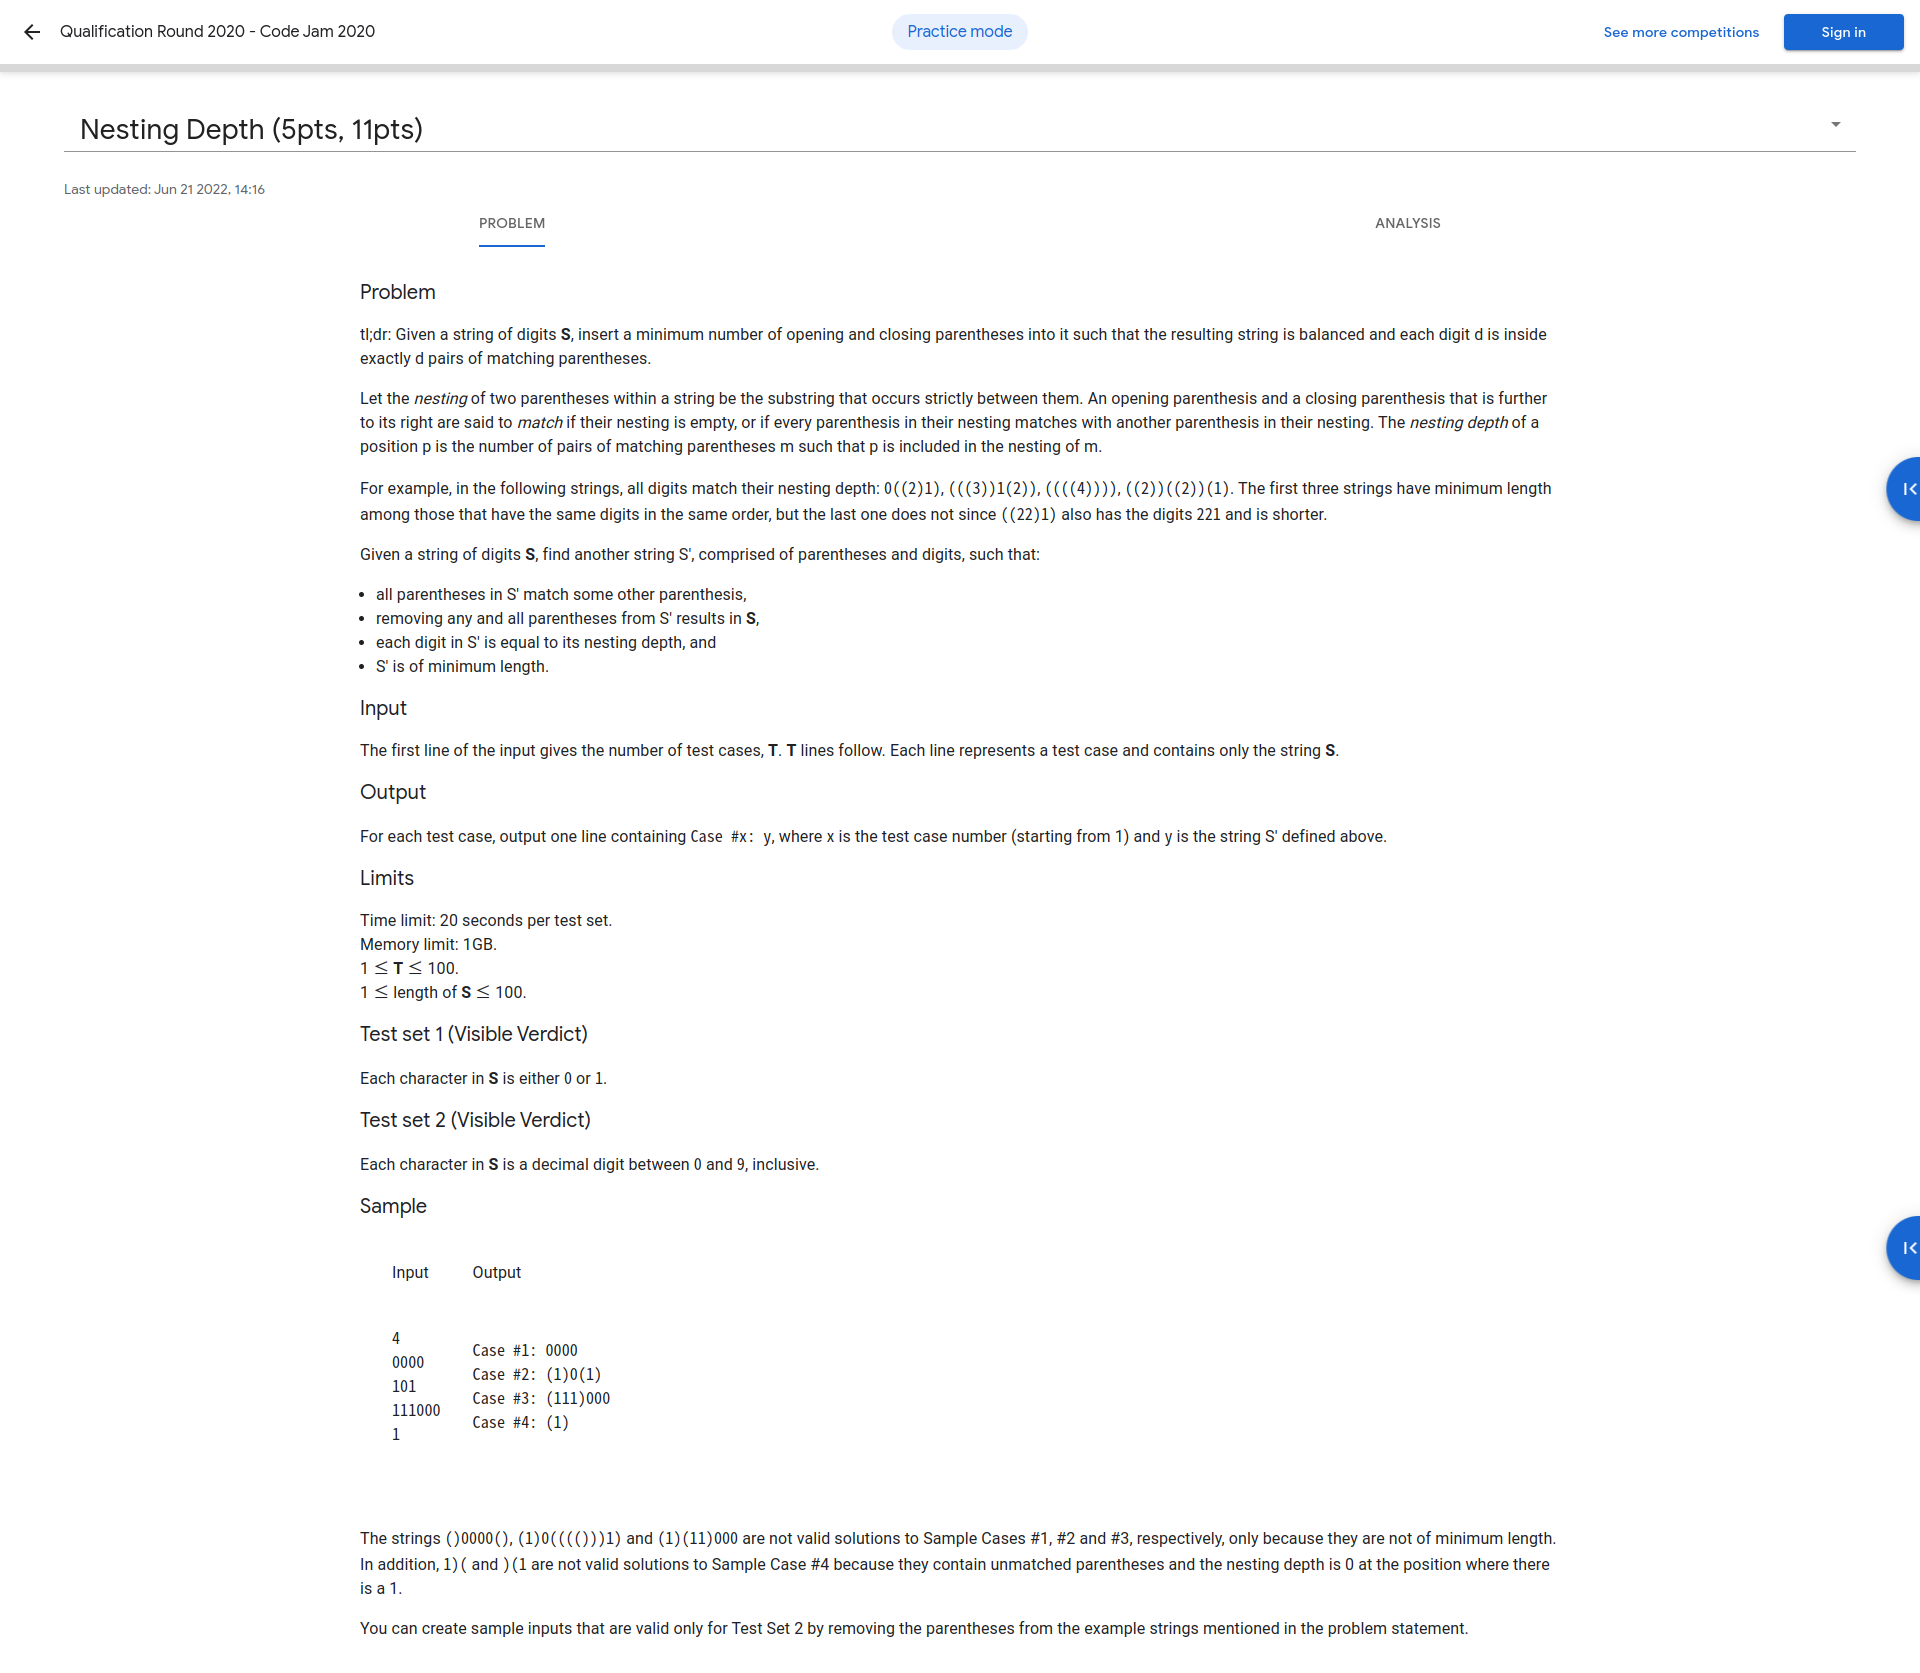 Qualification Round 2020 - Code Jam 2020
Practice mode
See more competitions
Sign in
Nesting Depth (5pts, 11pts)
Last updated: Jun 21 2022, 14:16
PROBLEM
ANALYSIS
Problem
tl;dr: Given a string of digits S, insert a minimum number of opening and closing parentheses into it such that the resulting string is balanced and each digit d is inside
exactly d pairs of matching parentheses.
Let the nesting of two parentheses within a string be the substring that occurs strictly between them. An opening parenthesis and a closing parenthesis that is further
to its right are said to match if their nesting is empty, or if every parenthesis in their nesting matches with another parenthesis in their nesting. The nesting depth of a
position p is the number of pairs of matching parentheses m such that p is included in the nesting of m.
For example, in the following strings, all digits match their nesting depth: 0((2)1), (((3))1(2)), ((((4)))), ((2))((2))(1). The first three strings have minimum length
among those that have the same digits in the same order, but the last one does not since ((22)1) also has the digits 221 and is shorter.
Given a string of digits S, find another string S', comprised of parentheses and digits, such that:
• all parentheses in S' match some other parenthesis,
• removing any and all parentheses from S' results in S,
• each digit in S' is equal to its nesting depth, and
• S' is of minimum length.
Input
The first line of the input gives the number of test cases, T. T lines follow. Each line represents a test case and contains only the string S.
Output
For each test case, output one line containing Case #x: y, where x is the test case number (starting from 1) and y is the string S' defined above.
Limits
Time limit: 20 seconds per test set.
Memory limit: 1GB.
1 ≤ T ≤ 100.
1 ≤ length of S ≤ 100.
Test set 1 (Visible Verdict)
Each character in S is either 0 or 1.
Test set 2 (Visible Verdict)
Each character in S is a decimal digit between 0 and 9, inclusive.
Sample
Input
Output
4
0000
101
111000
1
Case #1: 0000
Case #2: (1)0(1)
Case #3: (111)000
Case #4: (1)
The strings ()0000(), (1)0(((()))1) and (1)(11)000 are not valid solutions to Sample Cases #1, #2 and #3, respectively, only because they are not of minimum length.
In addition, 1)( and )(1 are not valid solutions to Sample Case #4 because they contain unmatched parentheses and the nesting depth is 0 at the position where there
is a 1.
You can create sample inputs that are valid only for Test Set 2 by removing the parentheses from the example strings mentioned in the problem statement.